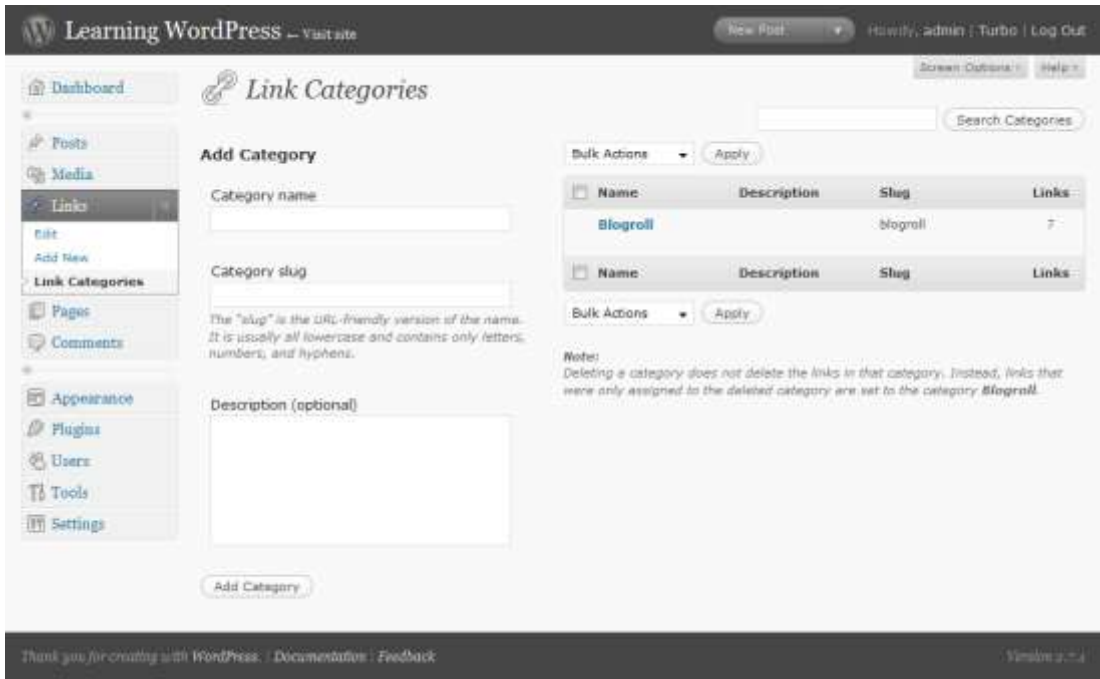 Learning WordPress ← Visit site
New Post
Howdy, admin | Turbo | Log Out
Screen Options
Help
Dashboard
Posts
Media
Links
Edit
Add New
Link Categories
Pages
Comments
Appearance
Plugins
Users
Tools
Settings
Link Categories
Search Categories
Add Category
Category name
Category slug
The "slug" is the URL-friendly version of the name.
It is usually all lowercase and contains only letters,
numbers, and hyphens.
Description (optional)
Add Category
Bulk Actions Apply
Name Description Slug Links
Blogroll blogroll 7
Name Description Slug Links
Bulk Actions Apply
Note:
Deleting a category does not delete the links in that category. Instead, links that
were only assigned to the deleted category are set to the category Blogroll.
Thank you for creating with WordPress. | Documentation | Feedback
Version